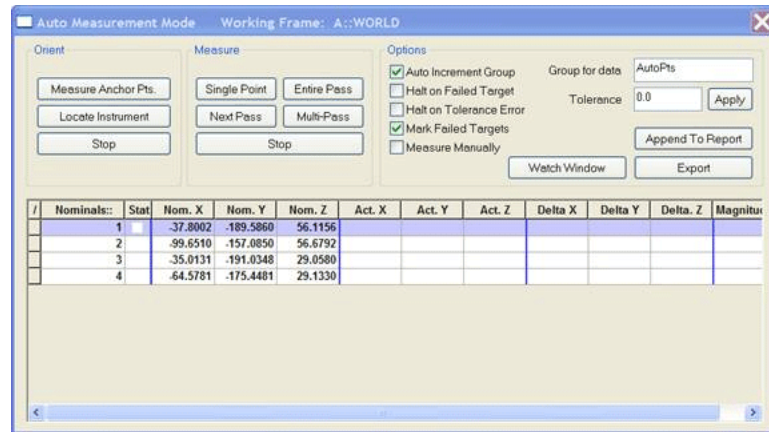 Auto Measurement Mode Working Frame: A::WORLD
Orient
Measure Anchor Pts.
Locate Instrument
Stop
Measure
Single Point Entire Pass
Next Pass Multi-Pass
Stop
Options
Auto Increment Group
Halt on Failed Target
Halt on Tolerance Error
Mark Failed Targets
Measure Manually
Group for data AutoPts
Tolerance 0.0 Apply
Append To Report
Watch Window Export
/ Nominals:: Stat Nom. X Nom. Y Nom. Z Act. X Act. Y Act. Z Delta X Delta Y Delta. Z Magnitud
1 -37.8002 -189.5860 56.1156
2 -99.6510 -157.0850 56.6792
3 -35.0131 -191.0348 29.0580
4 -64.5781 -175.4481 29.1330